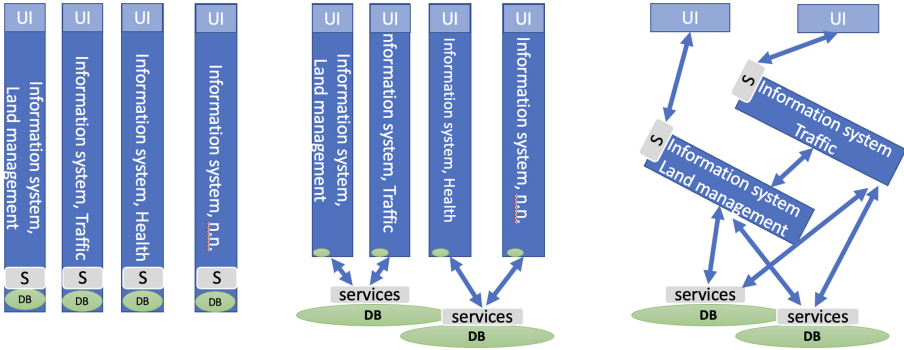 UI
Information system,
Land management
S
DB
UI
Information system, Traffic
S
DB
UI
Information system, Health
S
DB
UI
Information system, n.n.
S
DB
UI
Information system,
Land management
UI
nformation system, Traffic
UI
Information system, Health
UI
Information system, n.n.
services
DB
services
DB
UI
UI
S
Information system
Traffic
S
Information system
Land management
services
DB
services
DB